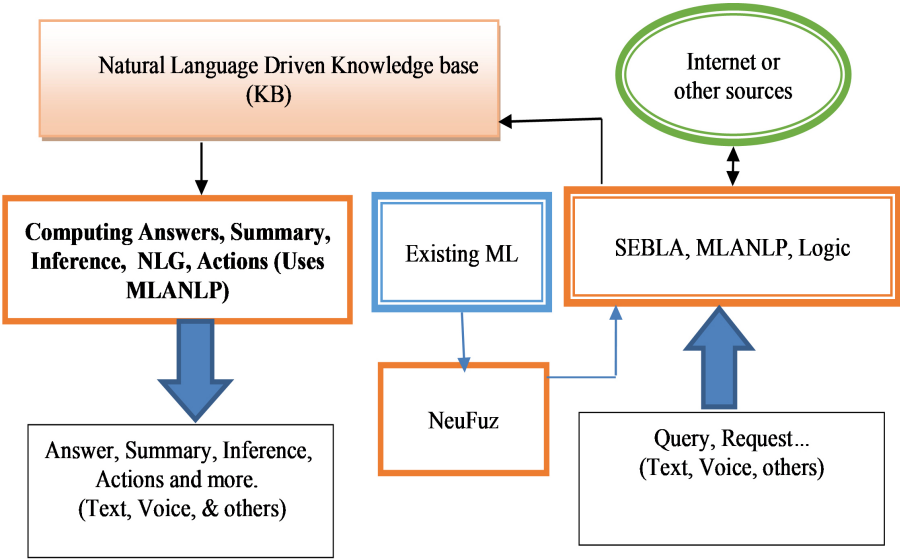 Natural Language Driven Knowledge base
(KB)
Internet or
other sources
Computing Answers, Summary,
Inference, NLG, Actions (Uses
MLANLP)
Existing ML
SEBLA, MLANLP, Logic
NeuFuz
Answer, Summary, Inference,
Actions and more.
(Text, Voice, & others)
Query, Request...
(Text, Voice, others)